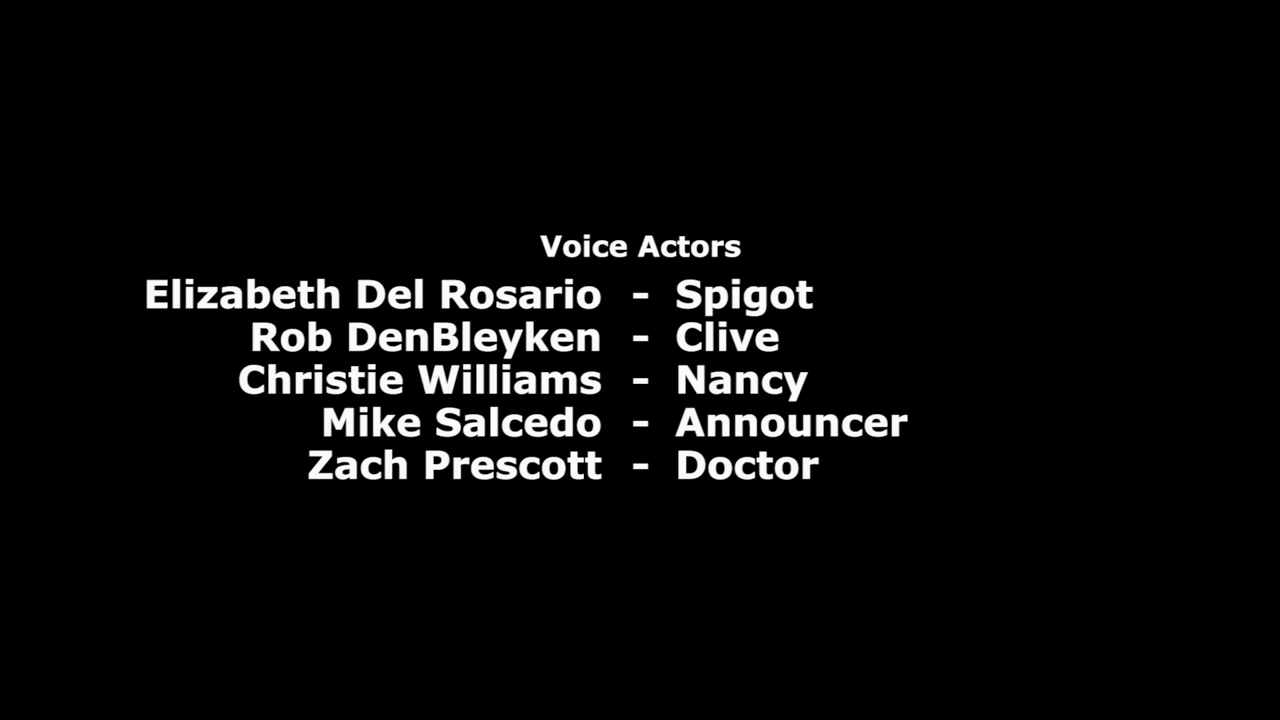 Voice Actors
Elizabeth Del Rosario - Spigot
Rob DenBleyken - Clive
Christie Williams - Nancy
Mike Salcedo - Announcer
Zach Prescott - Doctor